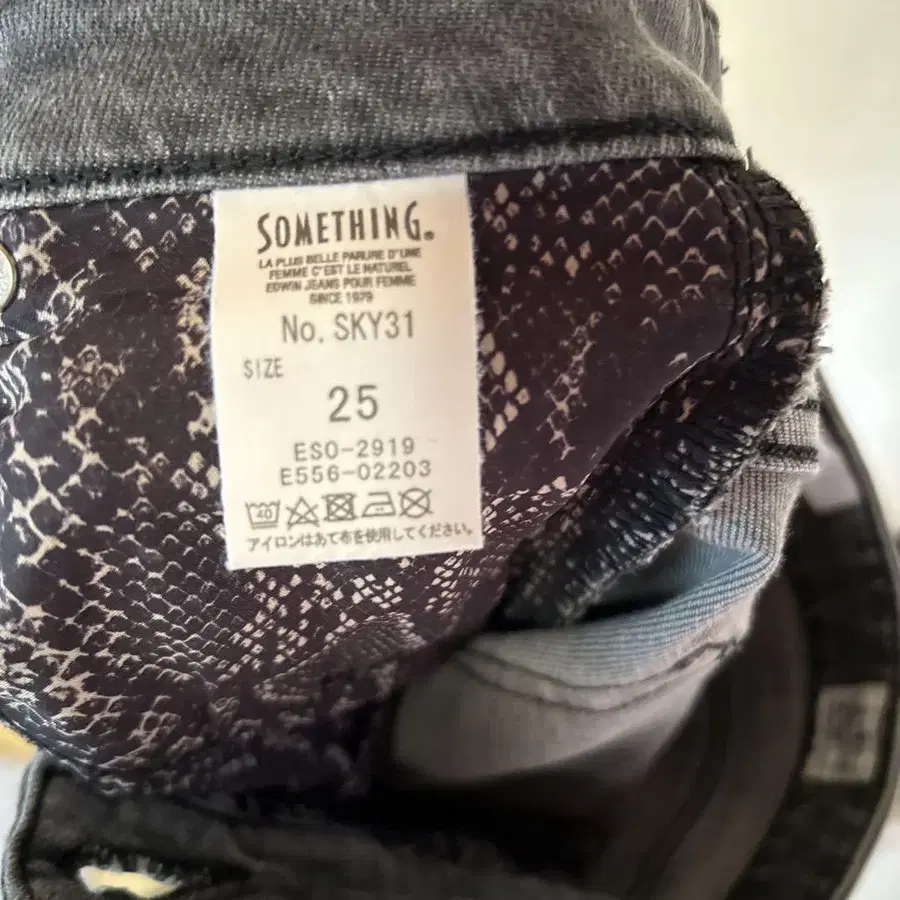 SOMETHING.
LA PLUS BELLE PARURE D'UNE
FEMME C'EST LE NATUREL
EDWIN JEANS POUR FEMME
SINCE 1979
No. SKY31
SIZE
25
ESO-2919
E556-02203
40
アイロンはあて布を使用してください。